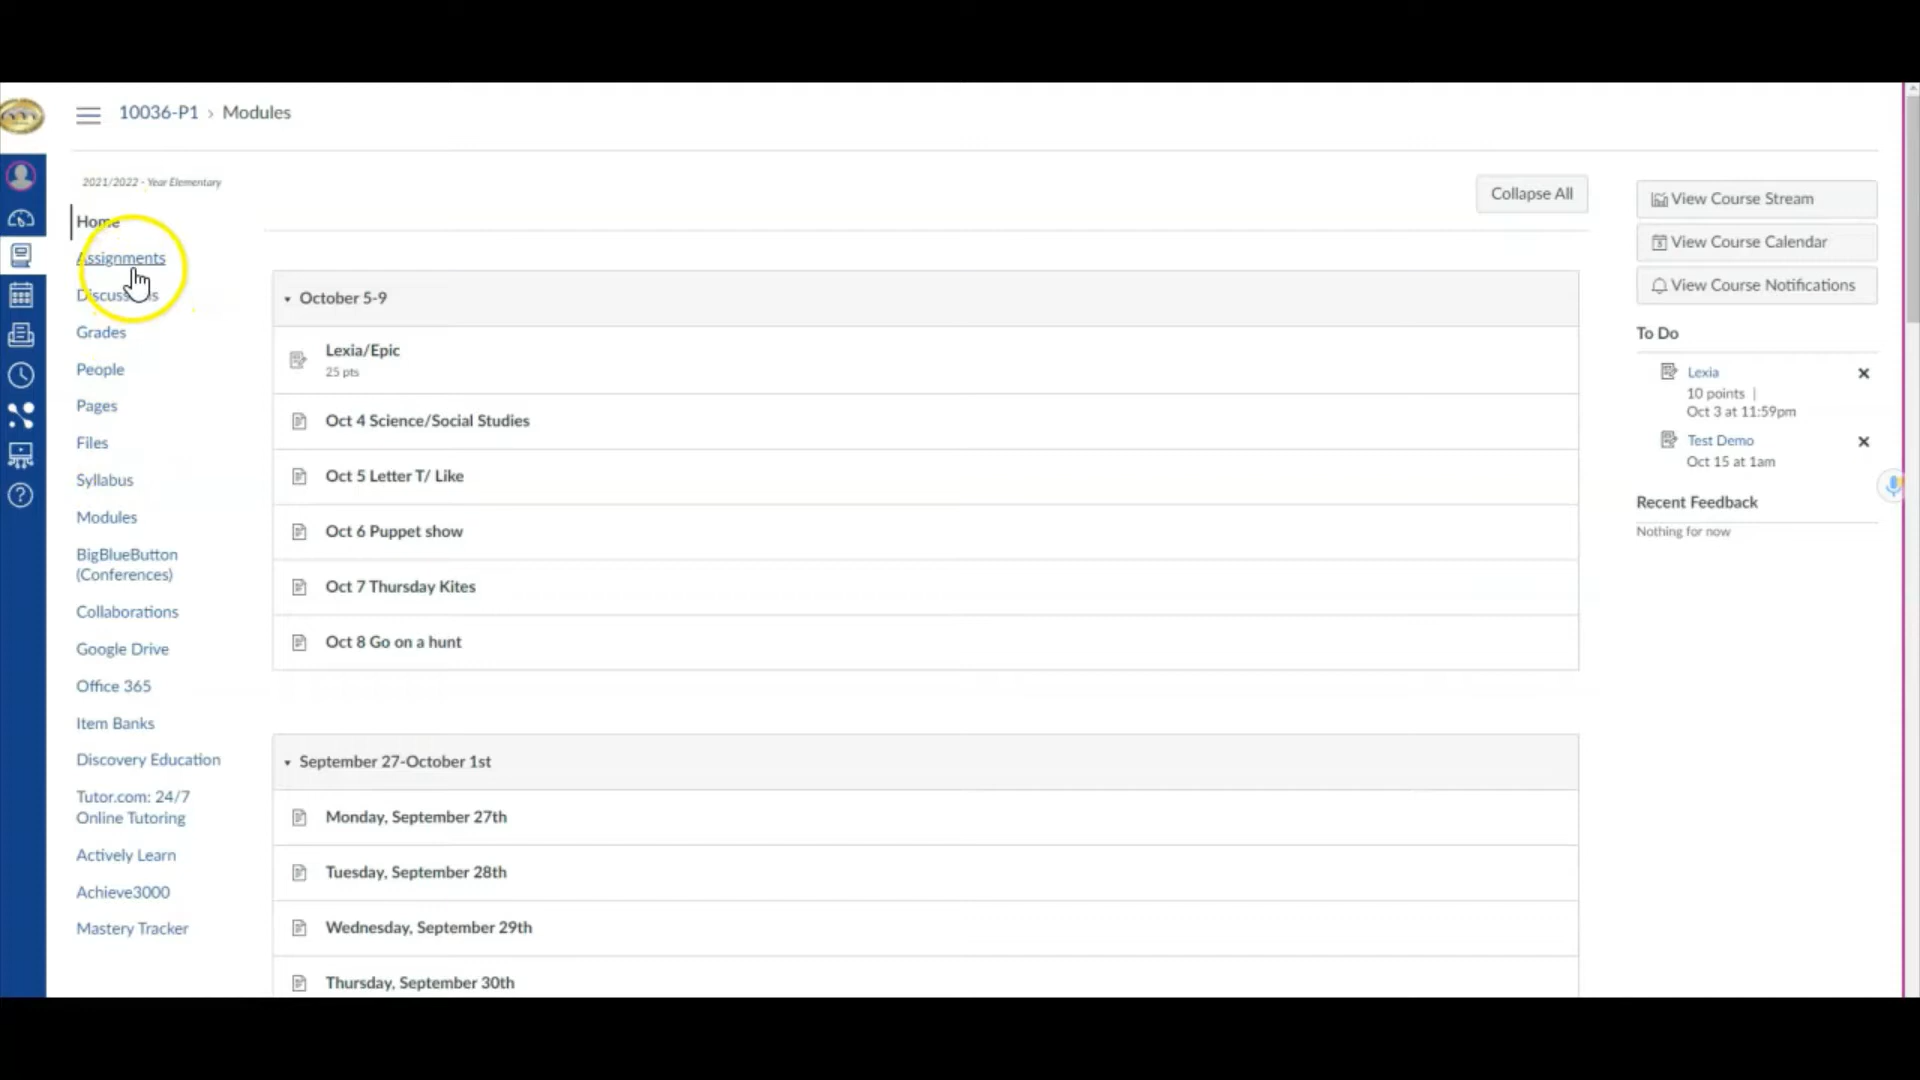 10036-P1 › Modules
2021/2022 - Year Elementary
Home
Assignments
Discussions
Grades
People
Pages
Files
Syllabus
Modules
BigBlueButton
(Conferences)
Collaborations
Google Drive
Office 365
Item Banks
Discovery Education
Tutor.com: 24/7
Online Tutoring
Actively Learn
Achieve3000
Mastery Tracker
Collapse All
October 5-9
Lexia/Epic
25 pts
Oct 4 Science/Social Studies
Oct 5 Letter T/ Like
Oct 6 Puppet show
Oct 7 Thursday Kites
Oct 8 Go on a hunt
September 27-October 1st
Monday, September 27th
Tuesday, September 28th
Wednesday, September 29th
Thursday, September 30th
View Course Stream
View Course Calendar
View Course Notifications
To Do
Lexia
10 points |
Oct 3 at 11:59pm
Test Demo
Oct 15 at 1am
Recent Feedback
Nothing for now